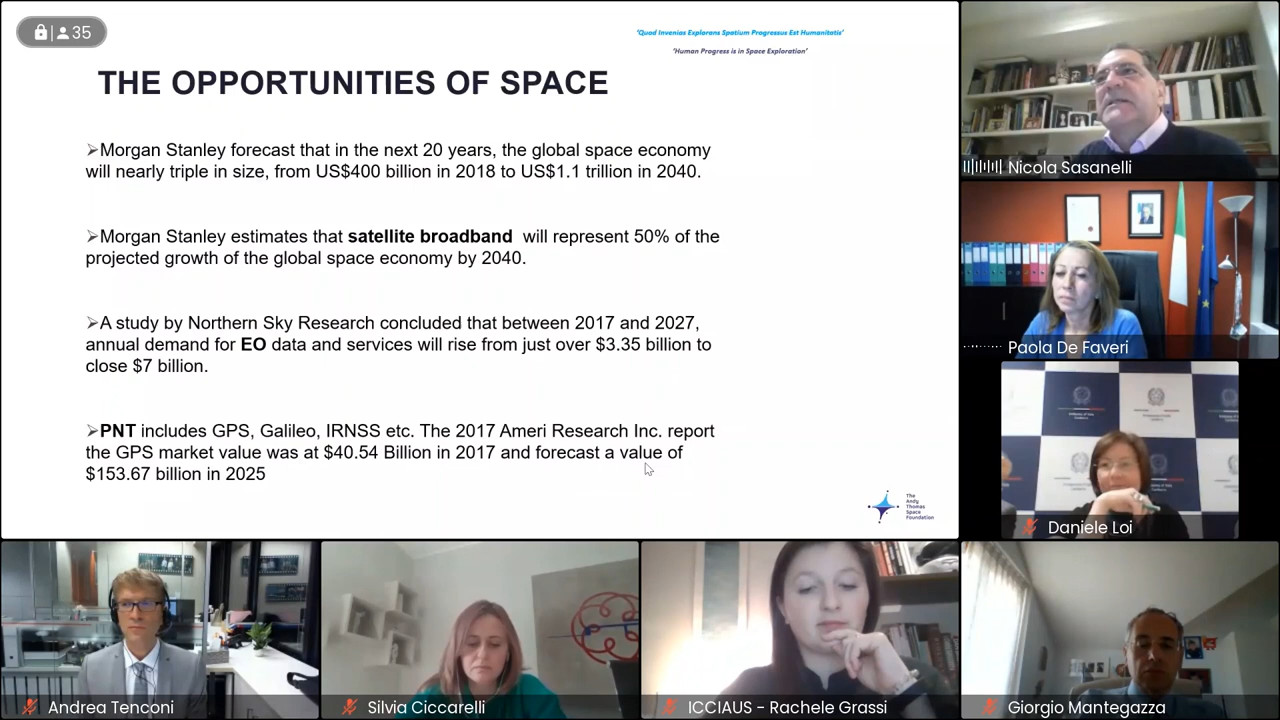 35
'Quod Invenias Explorans Spatium Progressus Est Humanitatis'
'Human Progress is in Space Exploration'
THE OPPORTUNITIES OF SPACE
➢Morgan Stanley forecast that in the next 20 years, the global space economy
will nearly triple in size, from US$400 billion in 2018 to US$1.1 trillion in 2040.
➢Morgan Stanley estimates that satellite broadband will represent 50% of the
projected growth of the global space economy by 2040.
➢A study by Northern Sky Research concluded that between 2017 and 2027,
annual demand for EO data and services will rise from just over $3.35 billion to
close $7 billion.
➢PNT includes GPS, Galileo, IRNSS etc. The 2017 Ameri Research Inc. report
the GPS market value was at $40.54 Billion in 2017 and forecast a value of
$153.67 billion in 2025
The
Andy
Thomas
Space
Foundation
Nicola Sasanelli
Paola De Faveri
Daniele Loi
Andrea Tenconi
Silvia Ciccarelli
ICCIAUS - Rachele Grassi
Giorgio Mantegazza